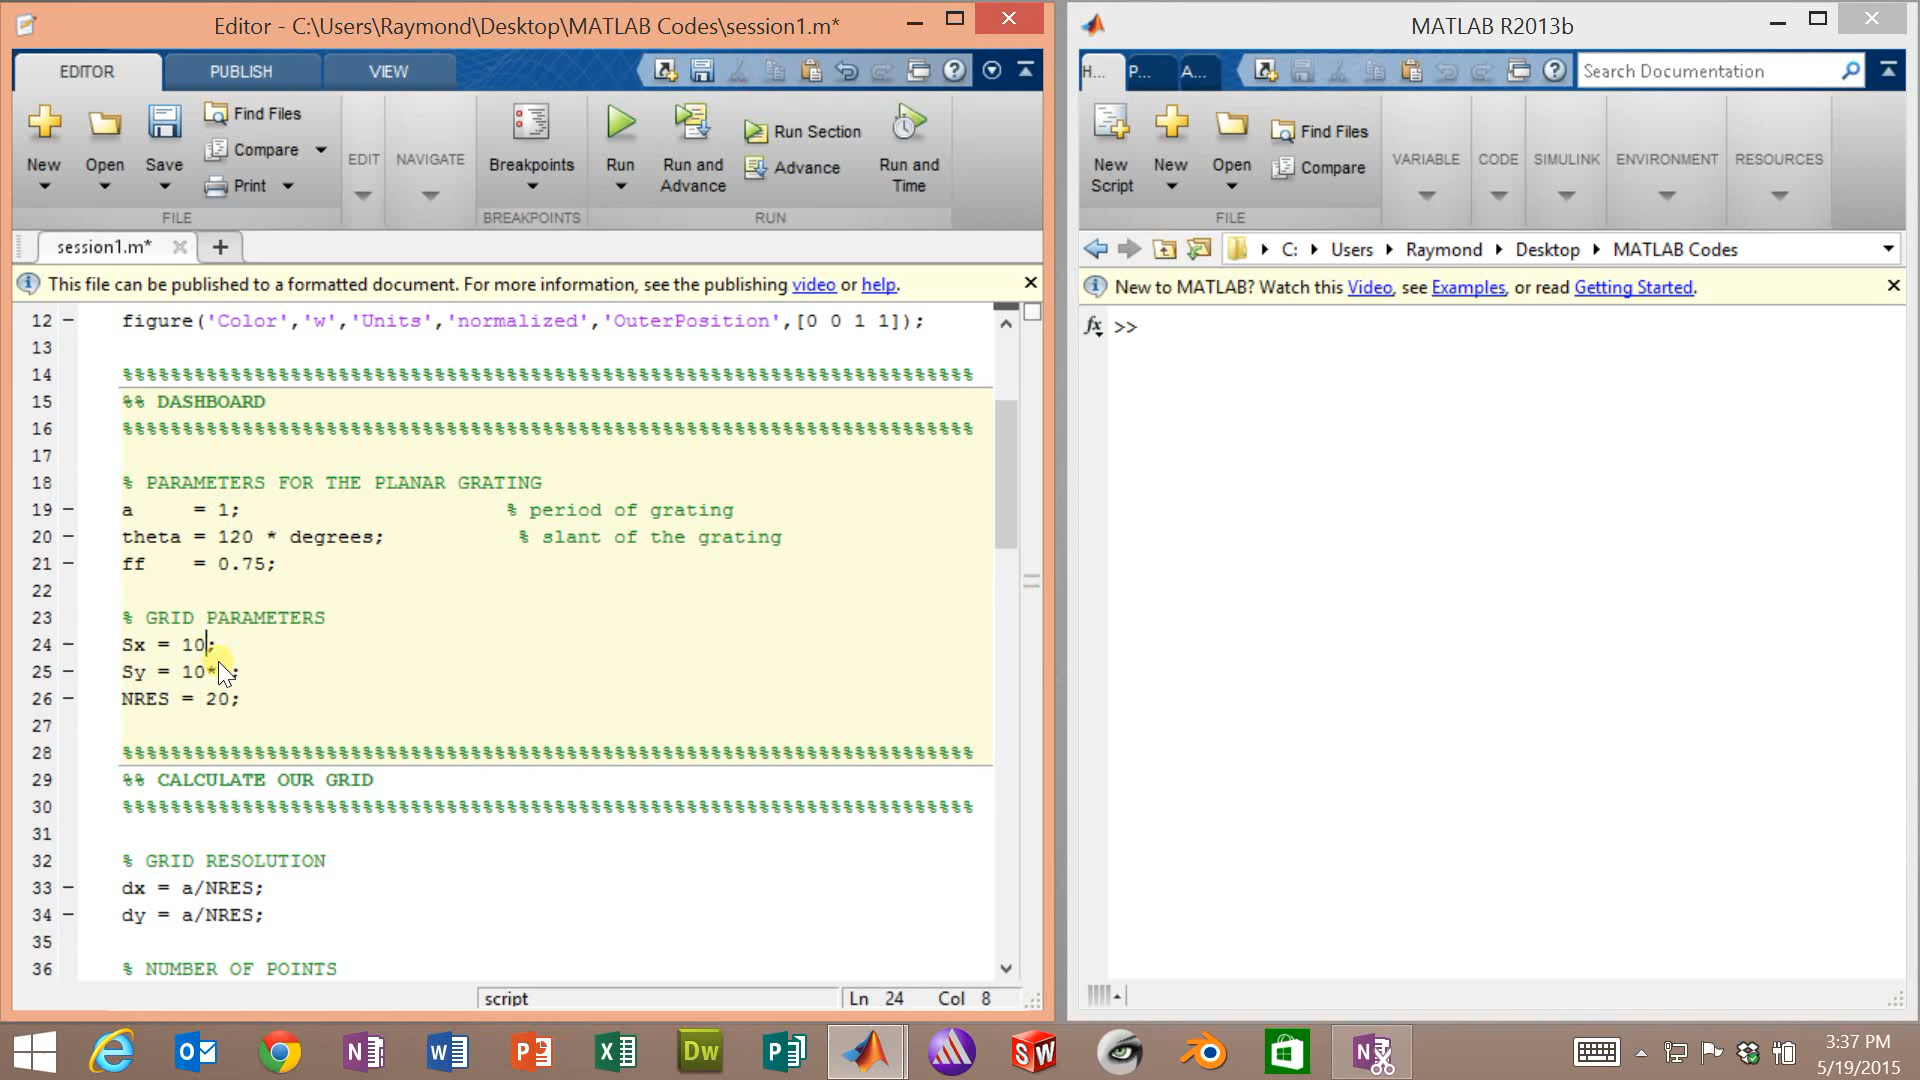 Editor - C:\Users\Raymond\Desktop\MATLAB Codes\session1.m*
EDITOR
PUBLISH
VIEW
New
Open
Save
Find Files
Compare
Print
FILE
EDIT
NAVIGATE
Breakpoints
BREAKPOINTS
Run
Run and Advance
Run Section
Advance
Run and Time
RUN
session1.m*
This file can be published to a formatted document. For more information, see the publishing video or help.
12 figure('Color','w','Units','normalized','OuterPosition',[0 0 1 1]);
13
14 %%%%%%%%%%%%%%%%%%%%%%%%%%%%%%%%%%%%%%%%%%%%%%%%%%%%%%%%%%%%%%%%%%%%%%%
15 %% DASHBOARD
16 %%%%%%%%%%%%%%%%%%%%%%%%%%%%%%%%%%%%%%%%%%%%%%%%%%%%%%%%%%%%%%%%%%%%%%%
17
18 % PARAMETERS FOR THE PLANAR GRATING
19 a     = 1;                      % period of grating
20 theta = 120 * degrees;           % slant of the grating
21 ff    = 0.75;
22
23 % GRID PARAMETERS
24 Sx = 10;
25 Sy = 10* ;
26 NRES = 20;
27
28 %%%%%%%%%%%%%%%%%%%%%%%%%%%%%%%%%%%%%%%%%%%%%%%%%%%%%%%%%%%%%%%%%%%%%%%
29 %% CALCULATE OUR GRID
30 %%%%%%%%%%%%%%%%%%%%%%%%%%%%%%%%%%%%%%%%%%%%%%%%%%%%%%%%%%%%%%%%%%%%%%%
31
32 % GRID RESOLUTION
33 dx = a/NRES;
34 dy = a/NRES;
35
36 % NUMBER OF POINTS
script
Ln 24 Col 8
MATLAB R2013b
H...
P...
A...
Search Documentation
New Script
New
Open
Find Files
Compare
FILE
VARIABLE
CODE
SIMULINK
ENVIRONMENT
RESOURCES
C: Users Raymond Desktop MATLAB Codes
New to MATLAB? Watch this Video, see Examples, or read Getting Started.
fx >>
3:37 PM
5/19/2015